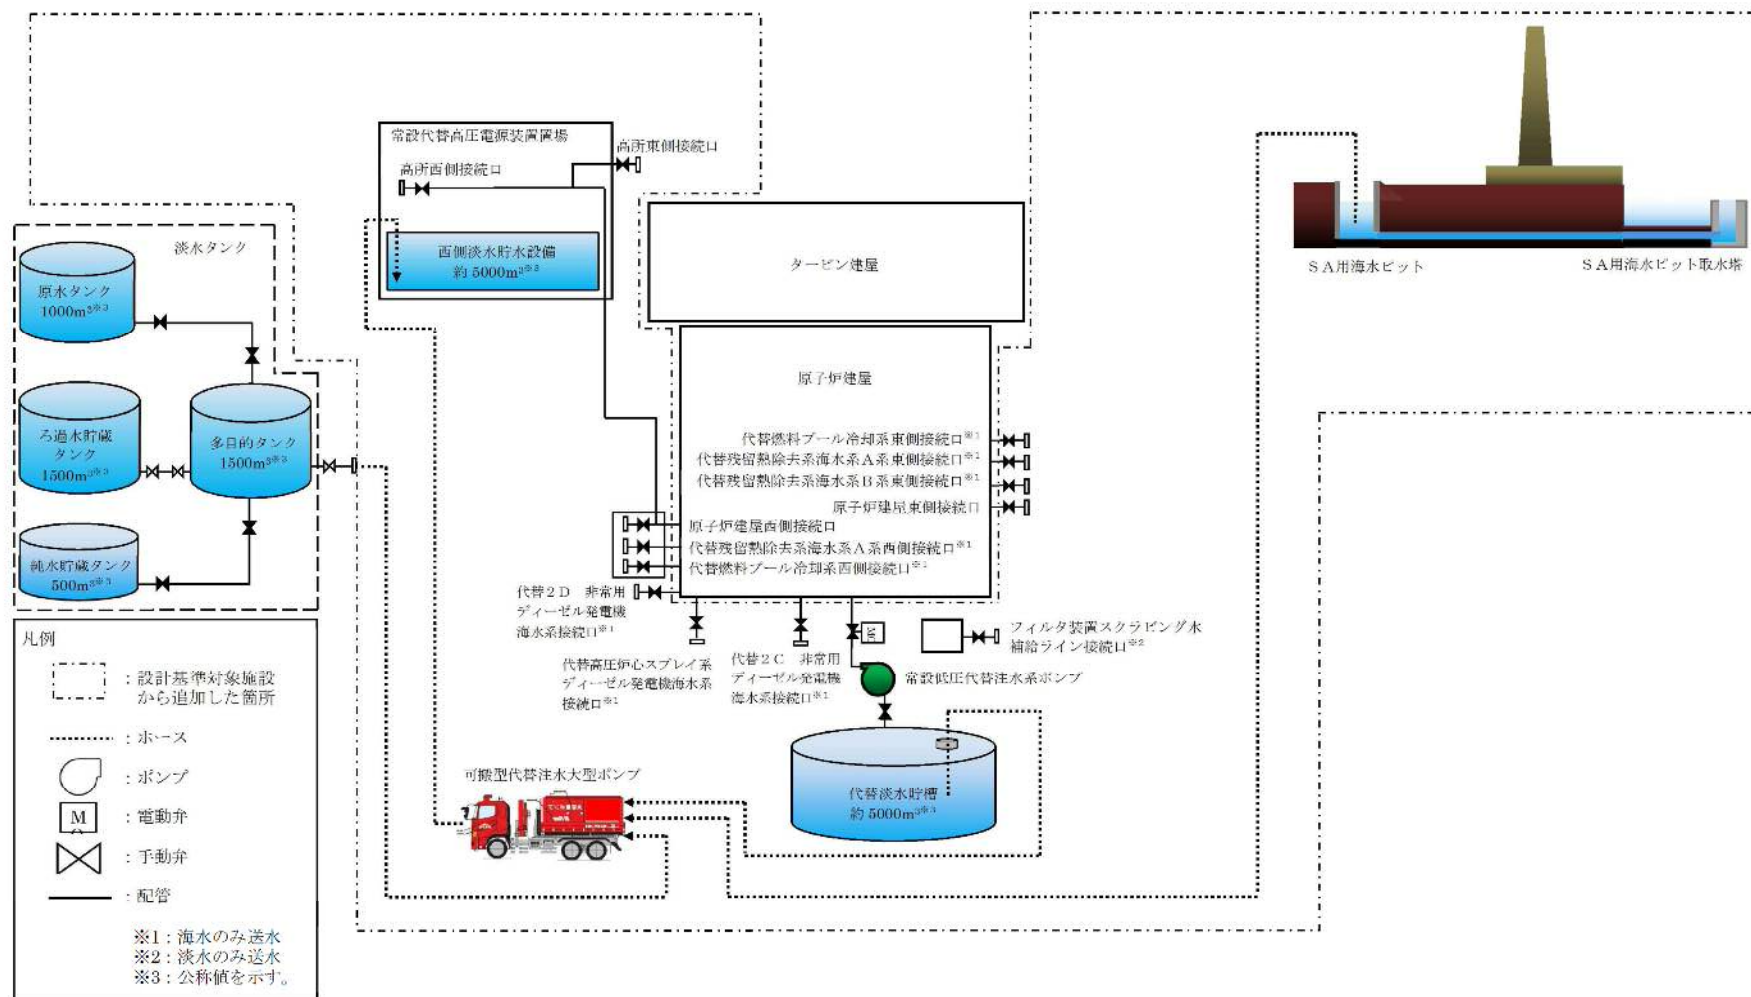 常設代替高圧電源装置置場
高所東側接続口
高所西側接続口
西側淡水貯水設備
約 5000m³※3
淡水タンク
原水タンク
1000m³※3
ろ過水貯蔵
タンク
1500m³※3
多目的タンク
1500m³※3
純水貯蔵タンク
500m³※3
タービン建屋
原子炉建屋
代替燃料プール冷却系東側接続口※1
代替残留熱除去系海水系A系東側接続口※1
代替残留熱除去系海水系B系東側接続口※1
原子炉建屋東側接続口
原子炉建屋西側接続口
代替残留熱除去系海水系A系西側接続口※1
代替燃料プール冷却系西側接続口※1
SA用海水ピット
SA用海水ピット取水塔
代替2D 非常用
ディーゼル発電機
海水系接続口※1
代替高圧炉心スプレイ系
ディーゼル発電機海水系
接続口※1
代替2C 非常用
ディーゼル発電機
海水系接続口※1
フィルタ装置スクラビング水
補給ライン接続口※2
常設低圧代替注水系ポンプ
可搬型代替注水大型ポンプ
代替淡水貯槽
約 5000m³※3
凡例
:設計基準対象施設
から追加した箇所
:ホース
:ポンプ
M
:電動弁
:手動弁
:配管
※1:海水のみ送水
※2:淡水のみ送水
※3:公称値を示す。